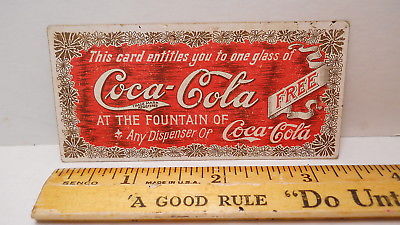 This card entitles you to one glass of
Coca-Cola
FREE
AT THE FOUNTAIN OF
Any Dispenser Of Coca-Cola
1 2 3 4
SENCO MADE IN U.S.A.
"A GOOD RULE "Do Unt